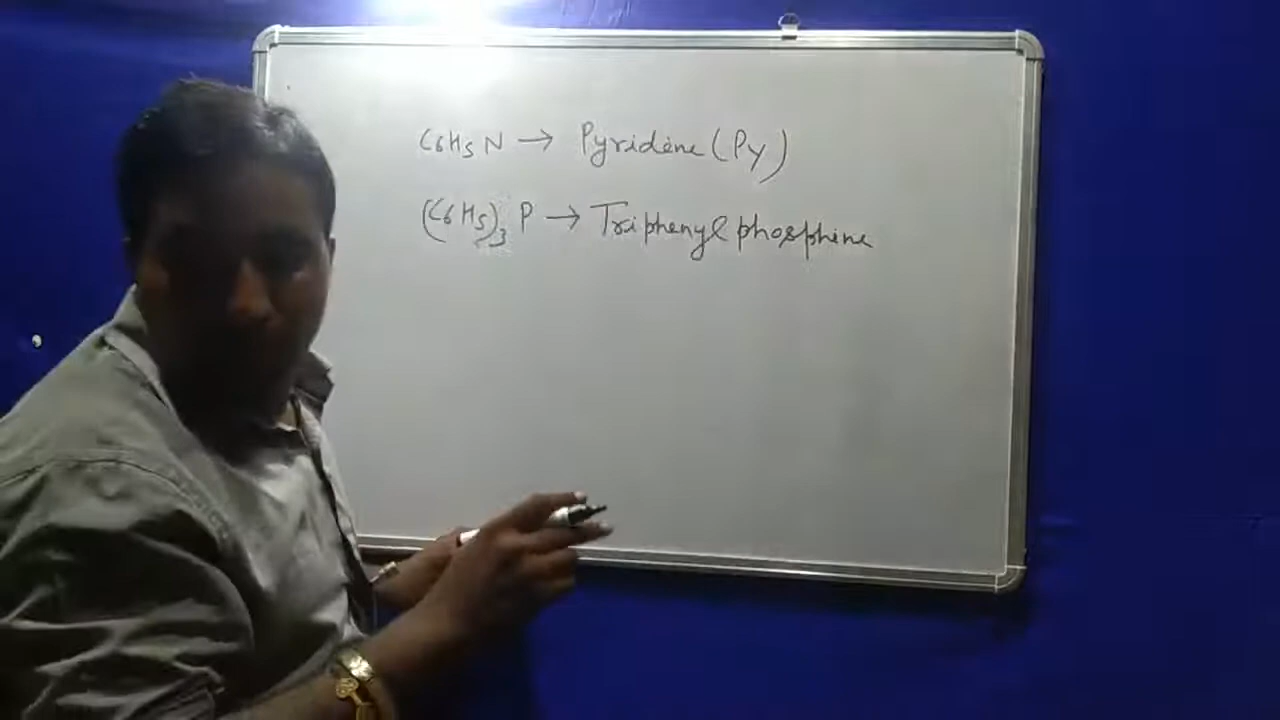 C6H5N → Pyridine (Py)
(C6H5)3 P → Triphenyl phosphine